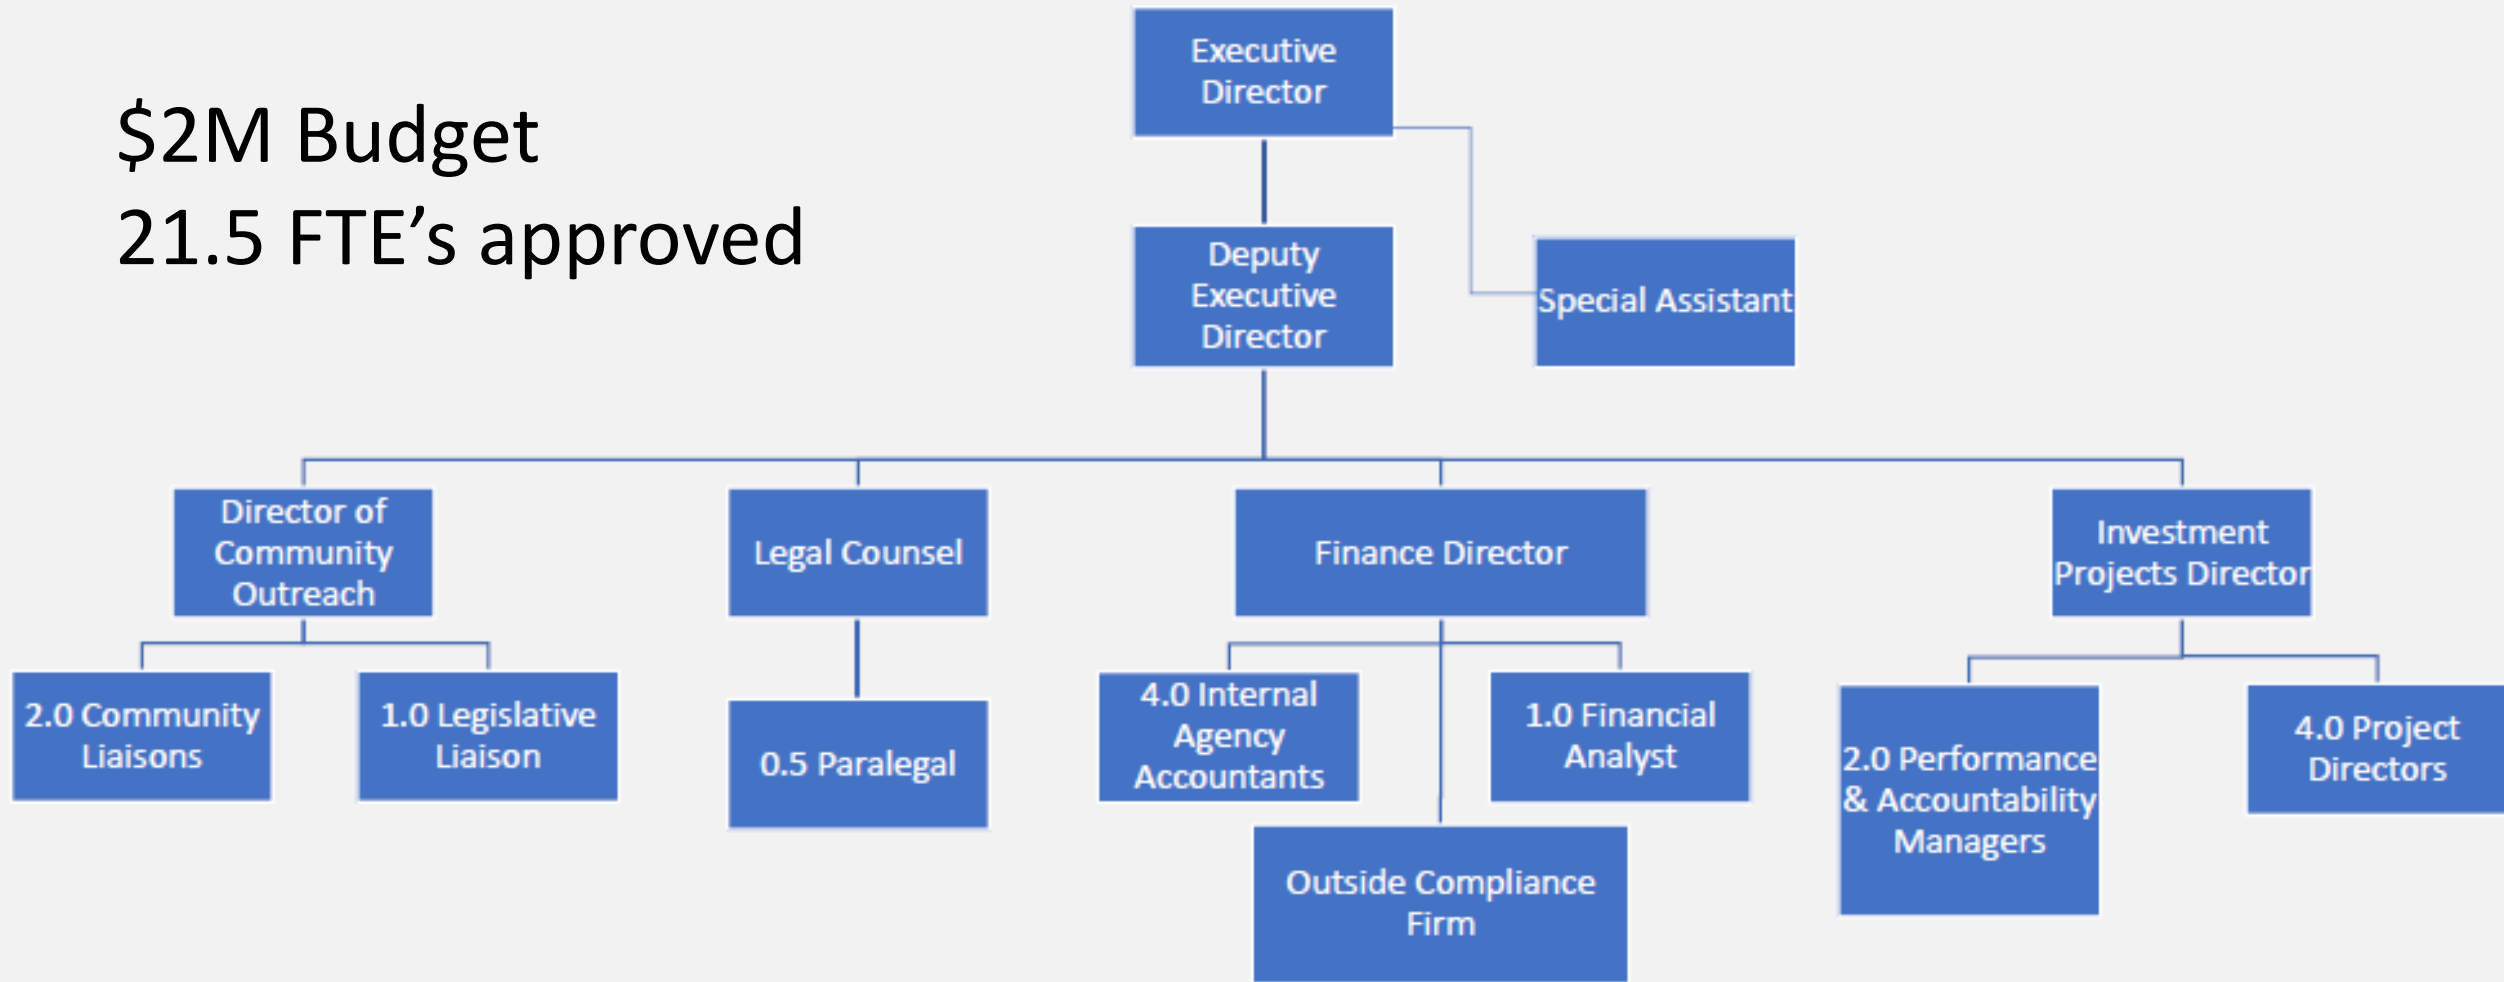 $2M Budget
21.5 FTE’s approved
Executive
Director
Deputy
Executive
Director
Special Assistant
Director of
Community
Outreach
Legal Counsel
Finance Director
Investment
Projects Director
2.0 Community
Liaisons
1.0 Legislative
Liaison
0.5 Paralegal
4.0 Internal
Agency
Accountants
1.0 Financial
Analyst
Outside Compliance
Firm
2.0 Performance
& Accountability
Managers
4.0 Project
Directors